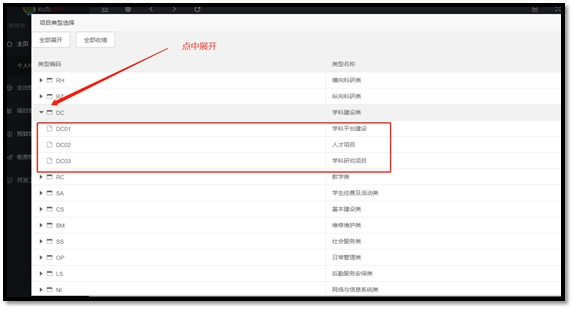 项目类型选择
全部展开 全部收缩
点中展开
类型编码 类型名称
RH 横向科研类
RZ 纵向科研类
DC 学科建设类
DC01 学科平台建设
DC02 人才项目
DC03 学科研究项目
RC 教学类
SA 学生经费及活动类
CS 基本建设类
BM 维修维护类
SS 社会服务类
OP 日常管理类
LS 后勤服务安保类
NI 网络与信息系统类
主页
个人